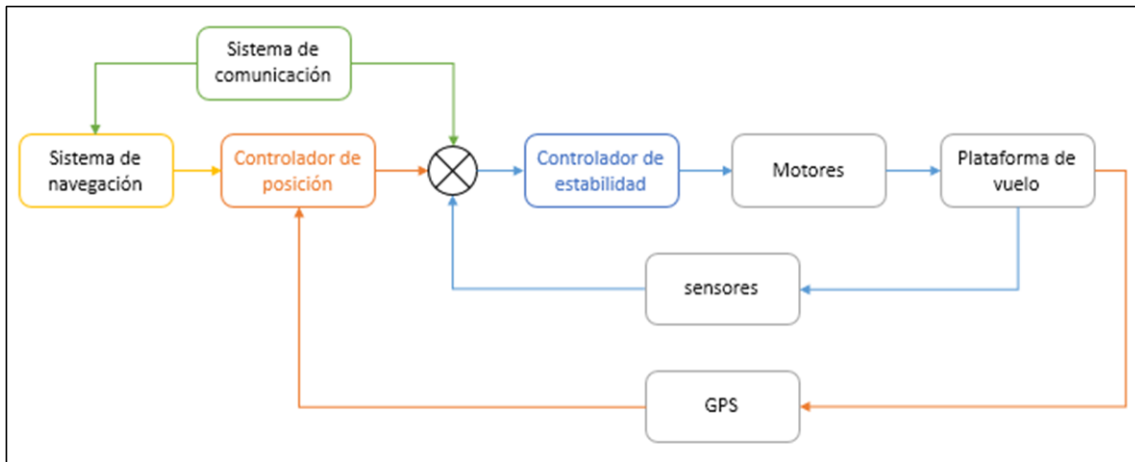 Sistema de
comunicación
Sistema de
navegación
Controlador de
posición
Controlador de
estabilidad
Motores
Plataforma de
vuelo
sensores
GPS